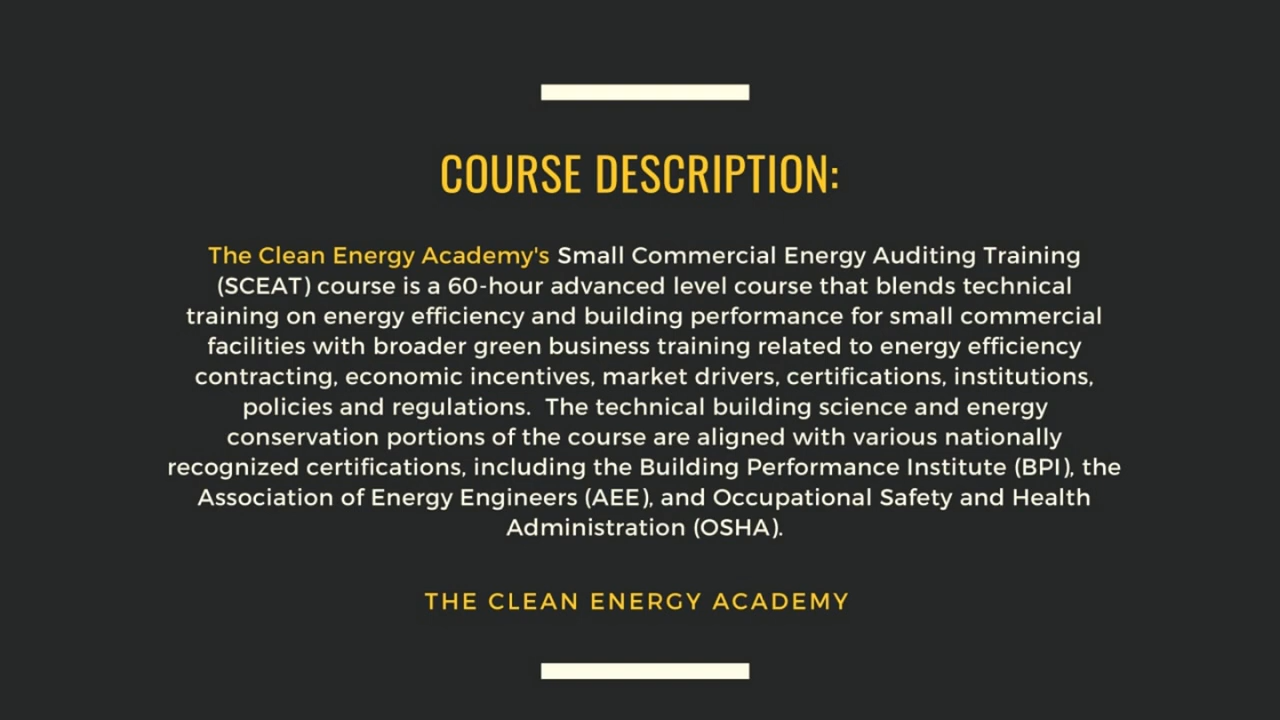 COURSE DESCRIPTION:
The Clean Energy Academy's Small Commercial Energy Auditing Training
(SCEAT) course is a 60-hour advanced level course that blends technical
training on energy efficiency and building performance for small commercial
facilities with broader green business training related to energy efficiency
contracting, economic incentives, market drivers, certifications, institutions,
policies and regulations.  The technical building science and energy
conservation portions of the course are aligned with various nationally
recognized certifications, including the Building Performance Institute (BPI), the
Association of Energy Engineers (AEE), and Occupational Safety and Health
Administration (OSHA).
THE CLEAN ENERGY ACADEMY